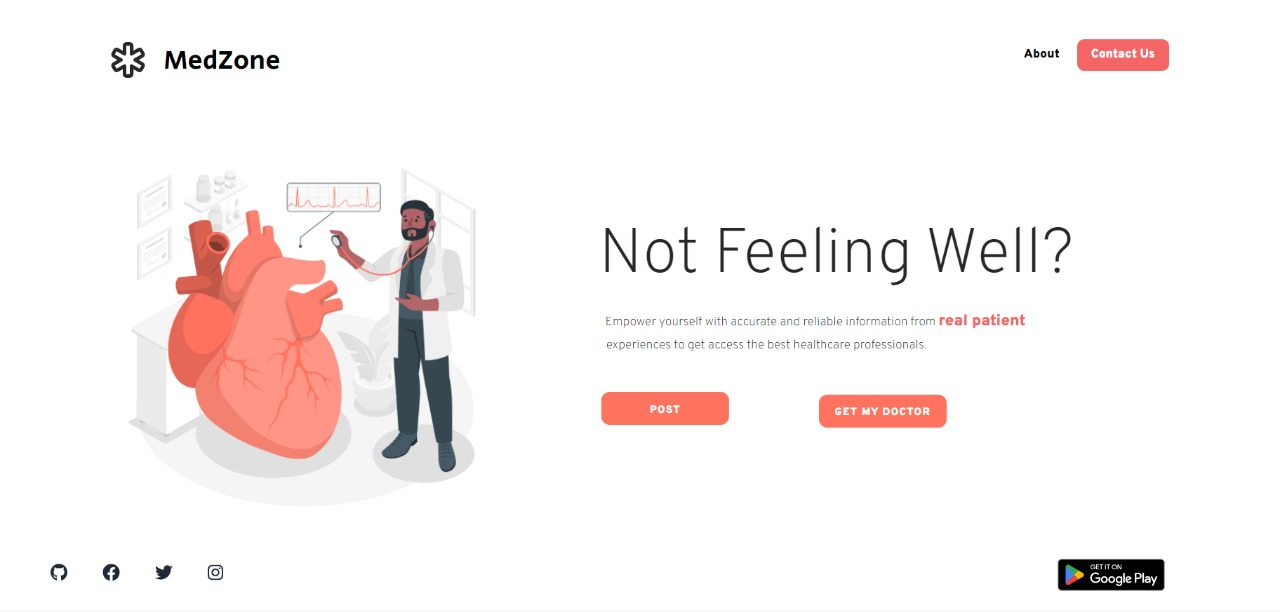 MedZone
About
Contact Us
Not Feeling Well?
Empower yourself with accurate and reliable information from real patient
experiences to get access the best healthcare professionals.
POST
GET MY DOCTOR
GET IT ON
Google Play